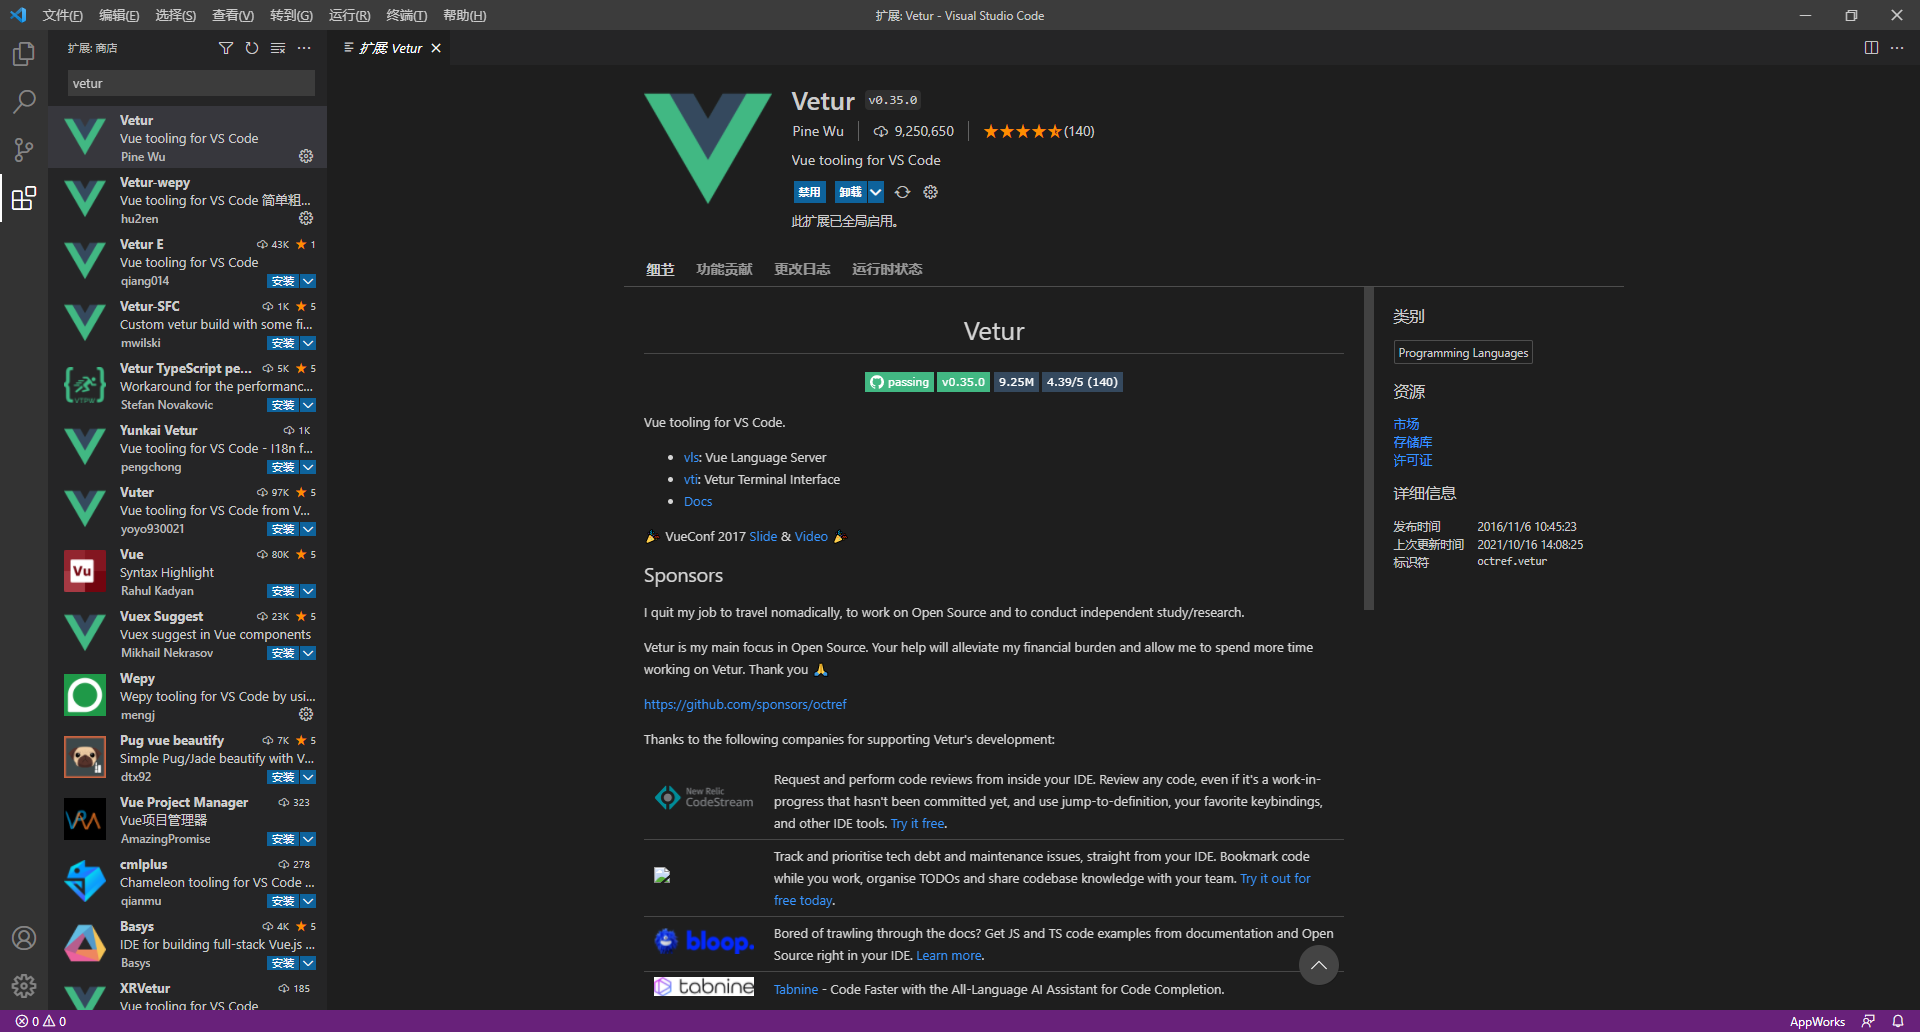 文件(F) 编辑(E) 选择(S) 查看(V) 转到(G) 运行(R) 终端(T) 帮助(H)
扩展: Vetur - Visual Studio Code
扩展: 商店
扩展: Vetur
vetur
Vetur
Vue tooling for VS Code
Pine Wu
Vetur-wepy
Vue tooling for VS Code 简单粗...
hu2ren
Vetur E 43K 1
Vue tooling for VS Code
qiang014 安装
Vetur-SFC 1K 5
Custom vetur build with some fi...
mwilski 安装
Vetur TypeScript pe... 5K 5
Workaround for the performanc...
Stefan Novakovic 安装
Yunkai Vetur 1K
Vue tooling for VS Code - I18n f...
pengchong 安装
Vuter 97K 5
Vue tooling for VS Code from V...
yoyo930021 安装
Vu
Vue 80K 5
Syntax Highlight
Rahul Kadyan 安装
Vuex Suggest 23K 5
Vuex suggest in Vue components
Mikhail Nekrasov 安装
Wepy
Wepy tooling for VS Code by usi...
mengj
Pug vue beautify 7K 5
Simple Pug/Jade beautify with V...
dtx92 安装
Vue Project Manager 323
Vue项目管理器
AmazingPromise 安装
cmlplus 278
Chameleon tooling for VS Code ...
qianmu 安装
Basys 4K 5
IDE for building full-stack Vue.js ...
Basys 安装
XRVetur 185
Vue tooling for VS Code
Vetur v0.35.0
Pine Wu 9,250,650 (140)
Vue tooling for VS Code
禁用 卸载
此扩展已全局启用。
细节 功能贡献 更改日志 运行时状态
Vetur
passing v0.35.0 9.25M 4.39/5 (140)
Vue tooling for VS Code.
vls: Vue Language Server
vti: Vetur Terminal Interface
Docs
VueConf 2017 Slide & Video
Sponsors
I quit my job to travel nomadically, to work on Open Source and to conduct independent study/research.
Vetur is my main focus in Open Source. Your help will alleviate my financial burden and allow me to spend more time
working on Vetur. Thank you 🙏
https://github.com/sponsors/octref
Thanks to the following companies for supporting Vetur's development:
New Relic
CodeStream
Request and perform code reviews from inside your IDE. Review any code, even if it's a work-in-
progress that hasn't been committed yet, and use jump-to-definition, your favorite keybindings,
and other IDE tools. Try it free.
Track and prioritise tech debt and maintenance issues, straight from your IDE. Bookmark code
while you work, organise TODOs and share codebase knowledge with your team. Try it out for
free today.
bloop.
Bored of trawling through the docs? Get JS and TS code examples from documentation and Open
Source right in your IDE. Learn more.
tabnine
Tabnine - Code Faster with the All-Language AI Assistant for Code Completion.
类别
Programming Languages
资源
市场
存储库
许可证
详细信息
发布时间 2016/11/6 10:45:23
上次更新时间 2021/10/16 14:08:25
标识符 octref.vetur
0 0
AppWorks